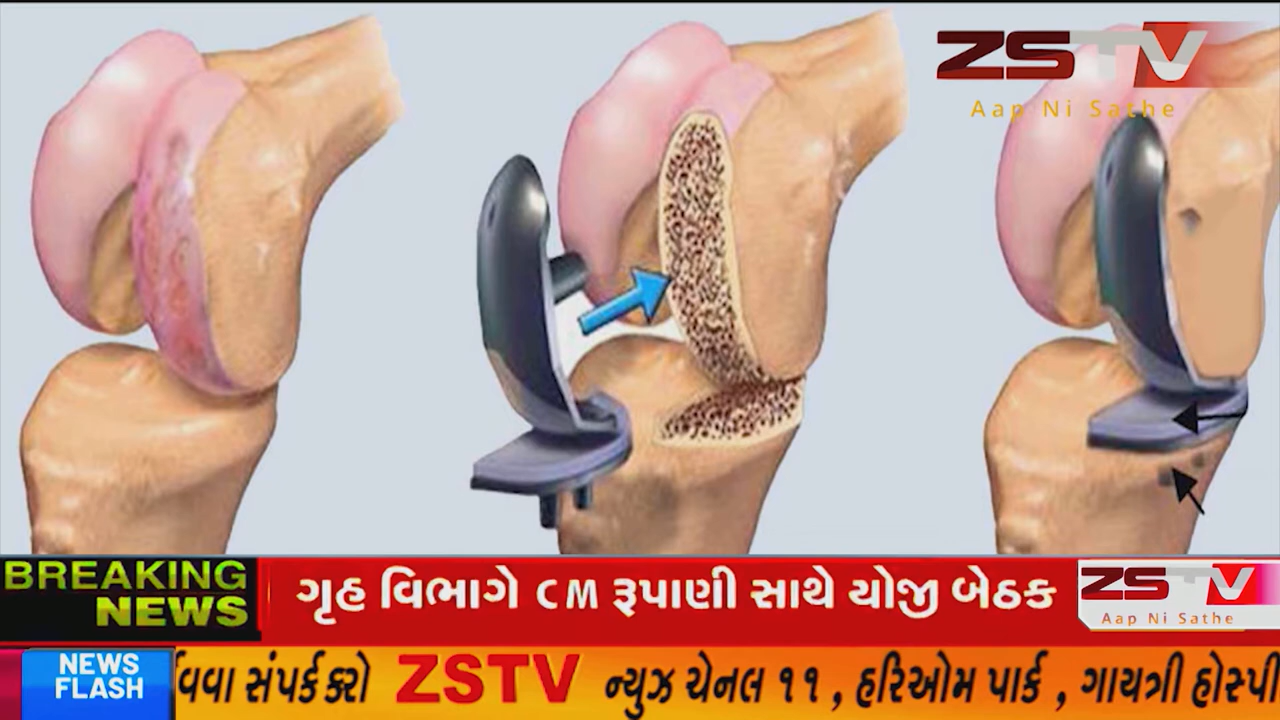 ZSTV
Aap Ni Sathe
BREAKING NEWS
ગૃહ વિભાગે CM રૂપાણી સાથે યોજી બેઠક
ZSTV
Aap Ni Sathe
NEWS FLASH
સંપર્ક કરો ZSTV ન્યુઝ ચેનલ ૧૧ , હરિઓમ પાર્ક , ગાયત્રી